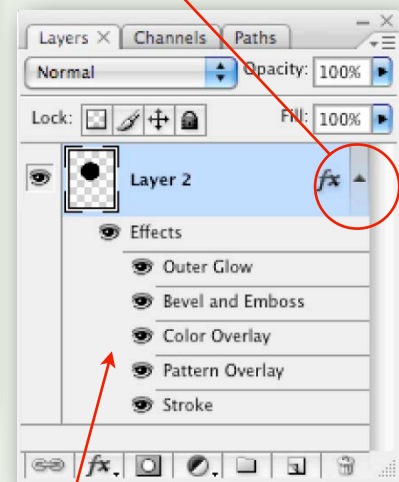 Layers × Channels Paths
Normal Opacity: 100%
Lock: Fill: 100%
Layer 2 fx
Effects
Outer Glow
Bevel and Emboss
Color Overlay
Pattern Overlay
Stroke
fx.